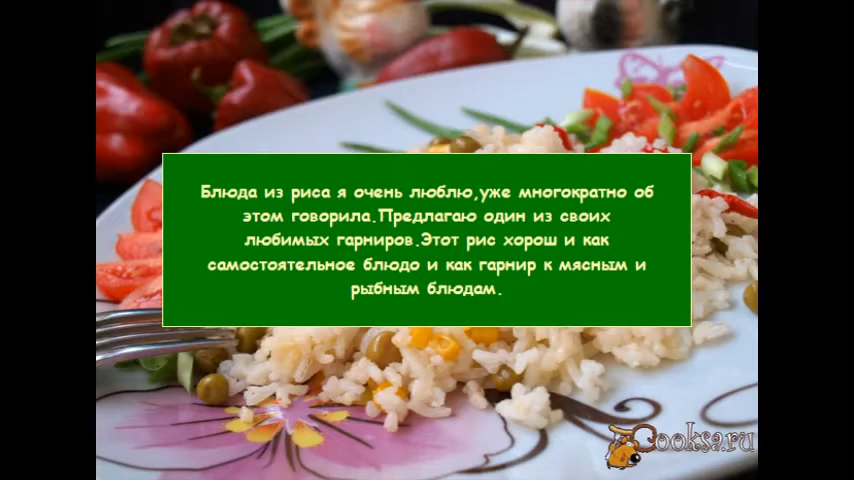 Блюда из риса я очень люблю,уже многократно об
этом говорила.Предлагаю один из своих
любимых гарниров.Этот рис хорош и как
самостоятельное блюдо и как гарнир к мясным и
рыбным блюдам.
Cooksa.ru